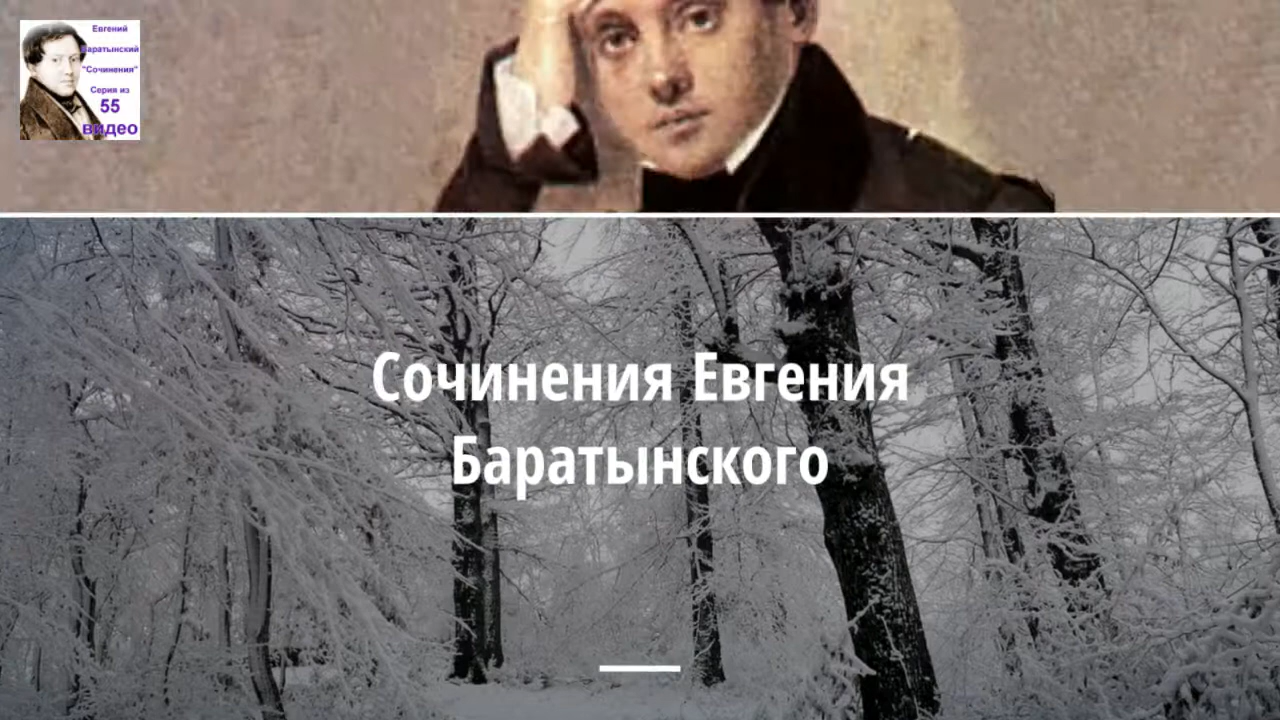 Евгений
Баратынский
"Сочинения"
Серия из
55
видео
Сочинения Евгения
Баратынского